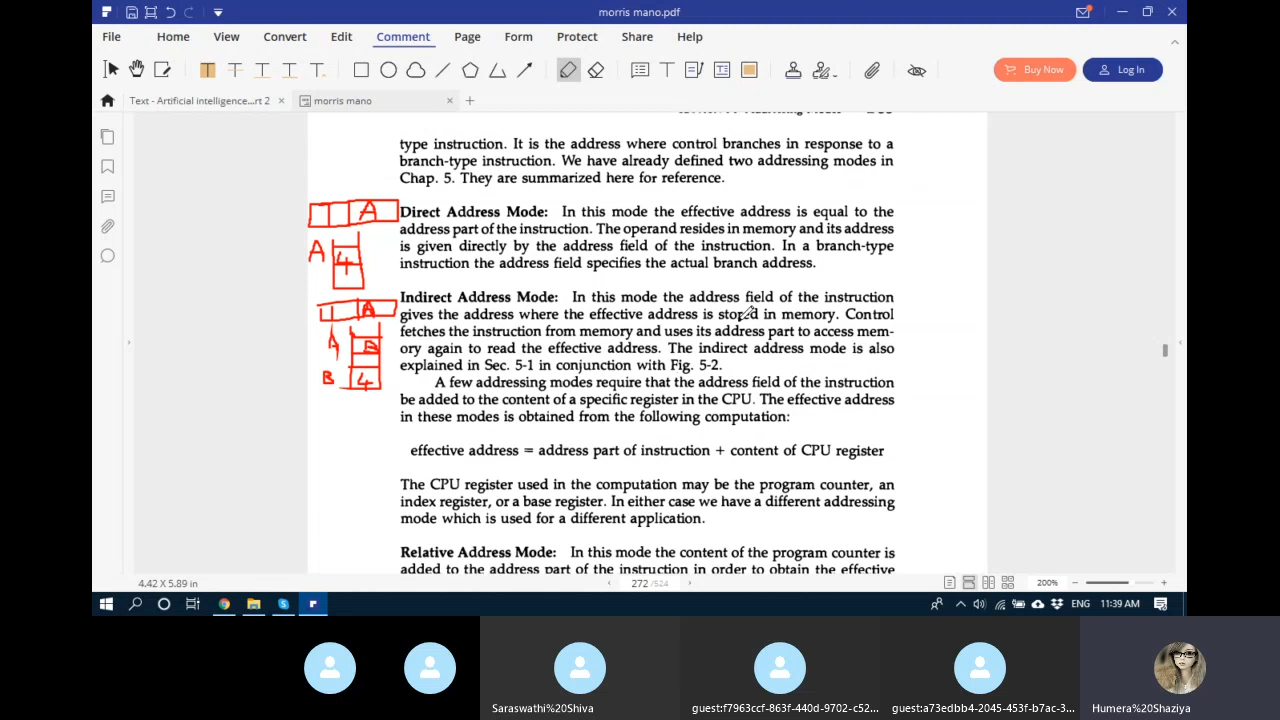 morris mano.pdf
File Home View Convert Edit Comment Page Form Protect Share Help
Buy Now Log In
Text - Artificial intelligence...rt 2 morris mano
type instruction. It is the address where control branches in response to a
branch-type instruction. We have already defined two addressing modes in
Chap. 5. They are summarized here for reference.
A
Direct Address Mode: In this mode the effective address is equal to the
address part of the instruction. The operand resides in memory and its address
is given directly by the address field of the instruction. In a branch-type
instruction the address field specifies the actual branch address.
A 4
Indirect Address Mode: In this mode the address field of the instruction
gives the address where the effective address is stored in memory. Control
fetches the instruction from memory and uses its address part to access mem-
ory again to read the effective address. The indirect address mode is also
explained in Sec. 5-1 in conjunction with Fig. 5-2.
A
A B
B 4
A few addressing modes require that the address field of the instruction
be added to the content of a specific register in the CPU. The effective address
in these modes is obtained from the following computation:
effective address = address part of instruction + content of CPU register
The CPU register used in the computation may be the program counter, an
index register, or a base register. In either case we have a different addressing
mode which is used for a different application.
Relative Address Mode: In this mode the content of the program counter is
added to the address part of the instruction in order to obtain the effective
4.42 x 5.89 in 272 /524 200%
ENG 11:39 AM
Saraswathi%20Shiva guest:f7963ccf-863f-440d-9702-c52... guest:a73edbb4-2045-453f-b7ac-3... Humera%20Shaziya